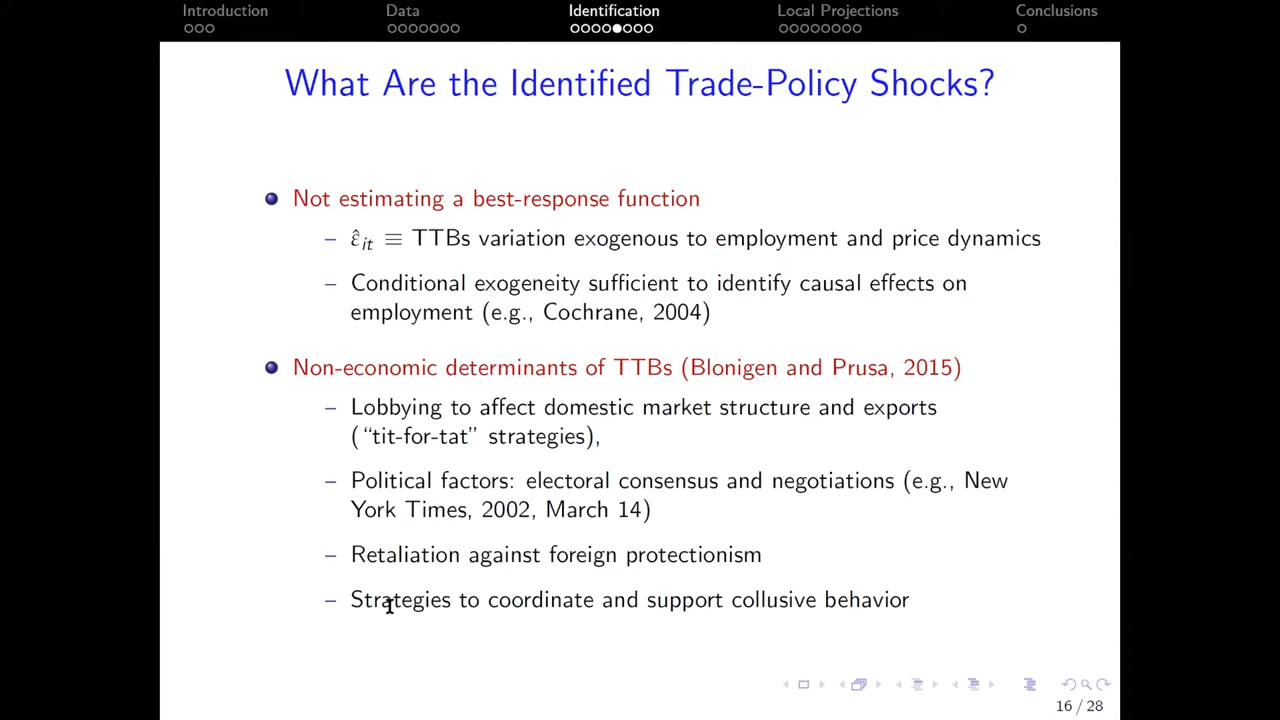 Introduction Data Identification Local Projections Conclusions
What Are the Identified Trade-Policy Shocks?
Not estimating a best-response function
– ε̂it ≡ TTBs variation exogenous to employment and price dynamics
– Conditional exogeneity sufficient to identify causal effects on
employment (e.g., Cochrane, 2004)
Non-economic determinants of TTBs (Blonigen and Prusa, 2015)
– Lobbying to affect domestic market structure and exports
(“tit-for-tat” strategies),
– Political factors: electoral consensus and negotiations (e.g., New
York Times, 2002, March 14)
– Retaliation against foreign protectionism
– Strategies to coordinate and support collusive behavior
16 / 28